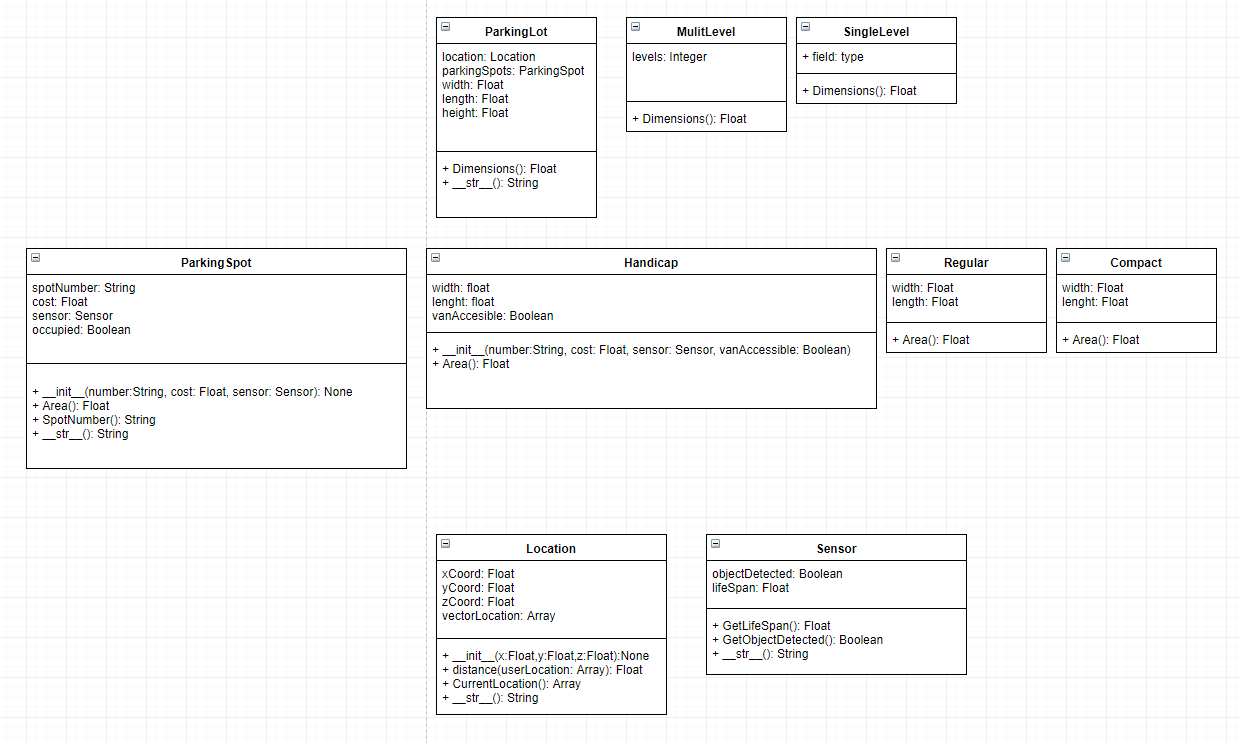 ParkingLot
location: Location
parkingSpots: ParkingSpot
width: Float
length: Float
height: Float
+ Dimensions(): Float
+ __str__(): String
MulitLevel
levels: Integer
+ Dimensions(): Float
SingleLevel
+ field: type
+ Dimensions(): Float
ParkingSpot
spotNumber: String
cost: Float
sensor: Sensor
occupied: Boolean
+ __init__(number:String, cost: Float, sensor: Sensor): None
+ Area(): Float
+ SpotNumber(): String
+ __str__(): String
Handicap
width: float
lenght: float
vanAccesible: Boolean
+ __init__(number:String, cost: Float, sensor: Sensor, vanAccessible: Boolean)
+ Area(): Float
Regular
width: Float
length: Float
+ Area(): Float
Compact
width: Float
lenght: Float
+ Area(): Float
Location
xCoord: Float
yCoord: Float
zCoord: Float
vectorLocation: Array
+ __init__(x:Float,y:Float,z:Float):None
+ distance(userLocation: Array): Float
+ CurrentLocation(): Array
+ __str__(): String
Sensor
objectDetected: Boolean
lifeSpan: Float
+ GetLifeSpan(): Float
+ GetObjectDetected(): Boolean
+ __str__(): String